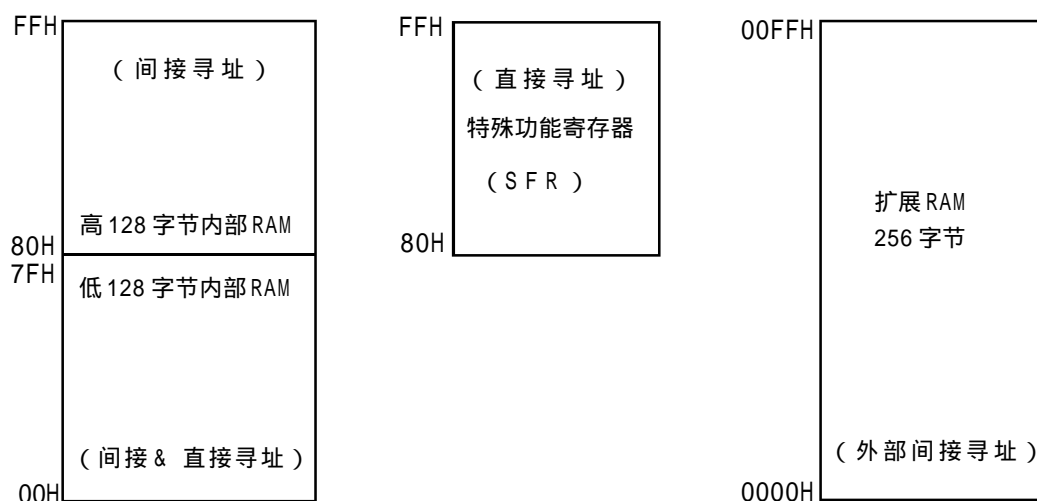 FFH
(间接寻址)
高128字节内部RAM
80H
7FH
低128字节内部RAM
(间接& 直接寻址)
00H
FFH
(直接寻址)
特殊功能寄存器
(SFR)
80H
00FFH
扩展RAM
256字节
(外部间接寻址)
0000H